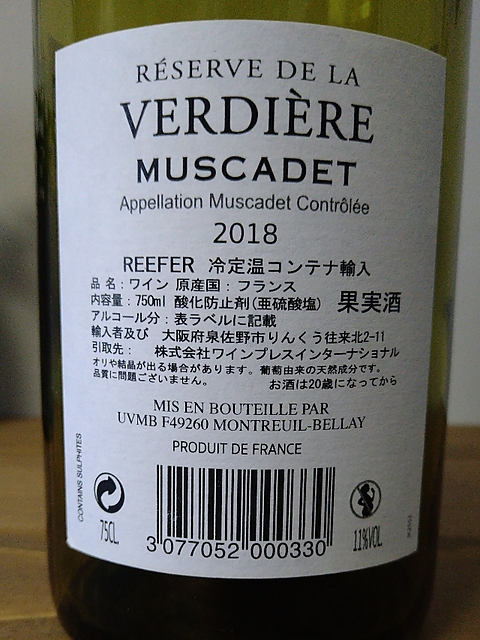 RÉSERVE DE LA
VERDIÈRE
MUSCADET
Appellation Muscadet Contrôlée
2018
REEFER 冷定温コンテナ輸入
品名：ワイン 原産国：フランス
内容量：750ml 酸化防止剤(亜硫酸塩) 果実酒
アルコール分：表ラベルに記載
輸入者及び 大阪府泉佐野市りんくう往来北2-11
引取先： 株式会社ワインプレスインターナショナル
オリや結晶が出る場合があります。葡萄由来の天然成分です。
品質に問題ございません。 お酒は20歳になってから
MIS EN BOUTEILLE PAR
UVMB F49260 MONTREUIL-BELLAY
PRODUIT DE FRANCE
CONTAINS SULPHITES
75CL
3 077052 000330
11%VOL